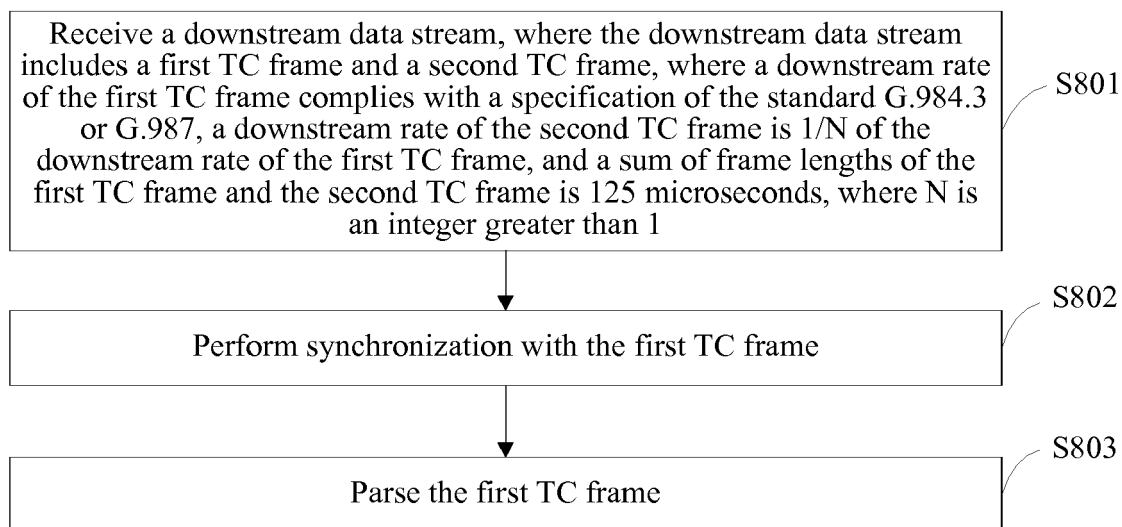 Receive a downstream data stream, where the downstream data stream
includes a first TC frame and a second TC frame, where a downstream rate
of the first TC frame complies with a specification of the standard G.984.3
or G.987, a downstream rate of the second TC frame is 1/N of the
downstream rate of the first TC frame, and a sum of frame lengths of the
first TC frame and the second TC frame is 125 microseconds, where N is
an integer greater than 1
S801
Perform synchronization with the first TC frame
S802
Parse the first TC frame
S803